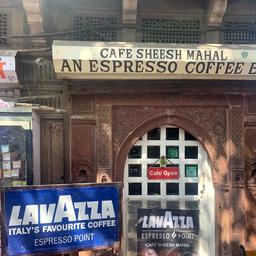 CAFE SHEESH MAHAL
AN ESPRESSO COFFEE
Cafe Open
LAVAZZA
ITALY'S FAVOURITE COFFEE
ESPRESSO POINT
LAVAZZA
ESPRESSO POINT
CAFE SHEESH MAHAL